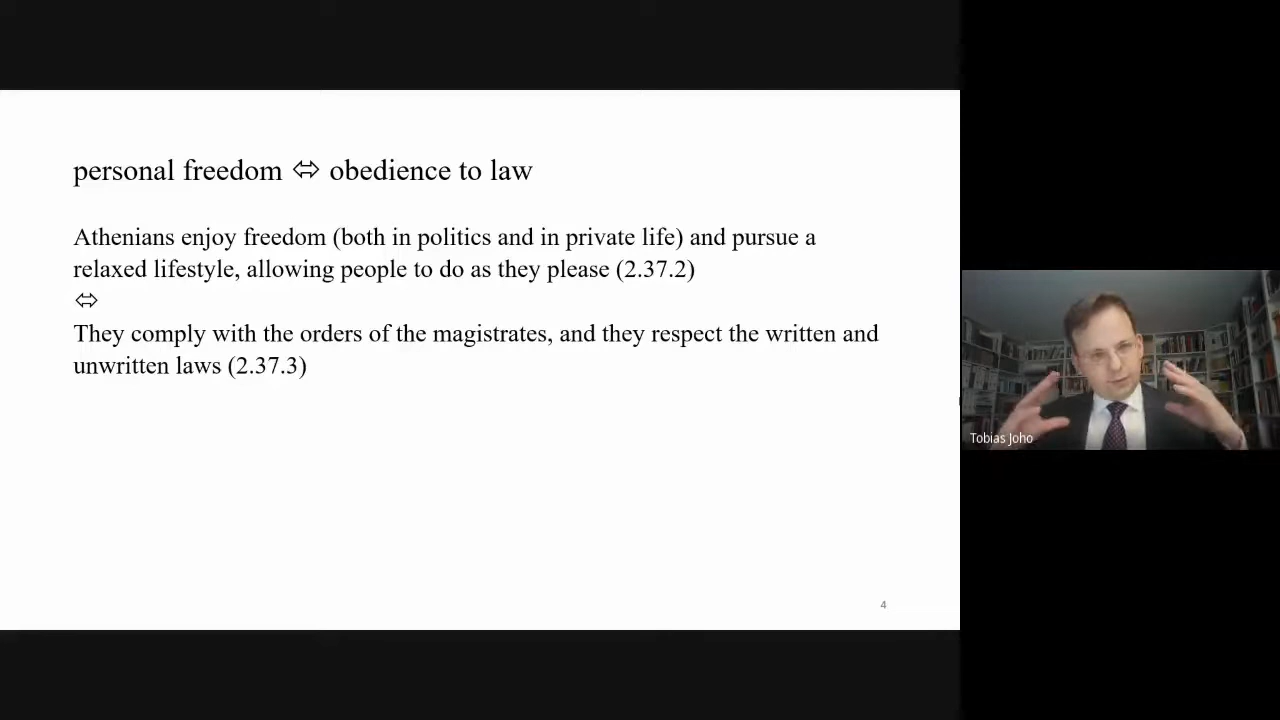 personal freedom ⬄ obedience to law
Athenians enjoy freedom (both in politics and in private life) and pursue a
relaxed lifestyle, allowing people to do as they please (2.37.2)
⬄
They comply with the orders of the magistrates, and they respect the written and
unwritten laws (2.37.3)
4
Tobias Joho